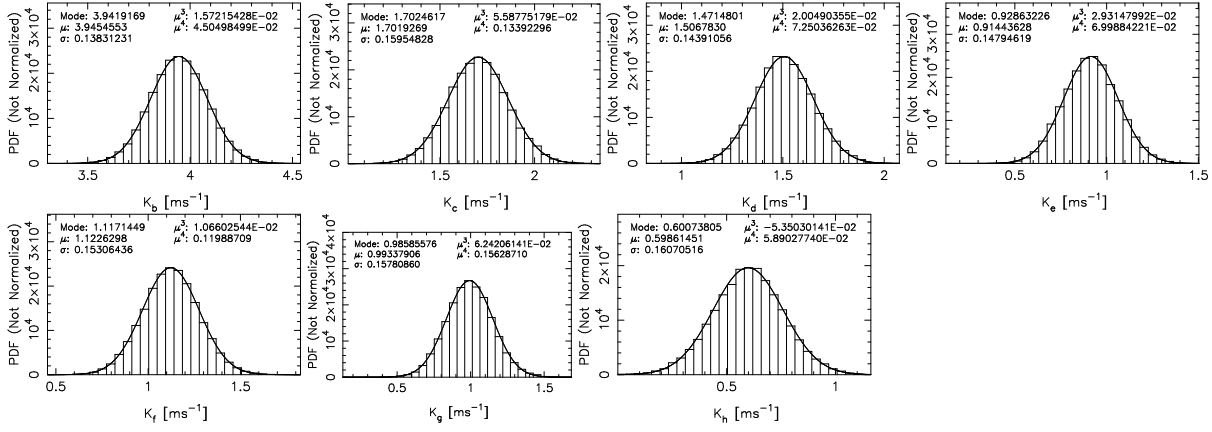 Mode: 3.9419169 μ³: 1.57215428E−02
μ: 3.9454553 μ⁴: 4.50498499E−02
σ: 0.13831231
PDF (Not Normalized)
0 10⁴ 2×10⁴ 3×10⁴
3.5 4 4.5
K_b [ms⁻¹]
Mode: 1.7024617 μ³: 5.58775179E−02
μ: 1.7019269 μ⁴: 0.13392296
σ: 0.15954828
PDF (Not Normalized)
0 10⁴ 2×10⁴ 3×10⁴
1.5 2
K_c [ms⁻¹]
Mode: 1.4714801 μ³: 2.00490355E−02
μ: 1.5067830 μ⁴: 7.25036263E−02
σ: 0.14391056
PDF (Not Normalized)
0 10⁴ 2×10⁴ 3×10⁴
1 1.5 2
K_d [ms⁻¹]
Mode: 0.92863226 μ³: 2.93147992E−02
μ: 0.91443628 μ⁴: 6.99884221E−02
σ: 0.14794619
PDF (Not Normalized)
0 10⁴ 2×10⁴ 3×10⁴
0.5 1 1.5
K_e [ms⁻¹]
Mode: 1.1171449 μ³: 1.06602544E−02
μ: 1.1226298 μ⁴: 0.11988709
σ: 0.15306436
PDF (Not Normalized)
0 10⁴ 2×10⁴ 3×10⁴
0.5 1 1.5
K_f [ms⁻¹]
Mode: 0.98585576 μ³: 6.24206141E−02
μ: 0.99337906 μ⁴: 0.15628710
σ: 0.15780860
PDF (Not Normalized)
0 10⁴ 2×10⁴ 3×10⁴ 4×10⁴
0 0.5 1 1.5
K_g [ms⁻¹]
Mode: 0.60073805 μ³: −5.35030141E−02
μ: 0.59861451 μ⁴: 5.89027740E−02
σ: 0.16070516
PDF (Not Normalized)
0 10⁴ 2×10⁴
0.5 1
K_h [ms⁻¹]